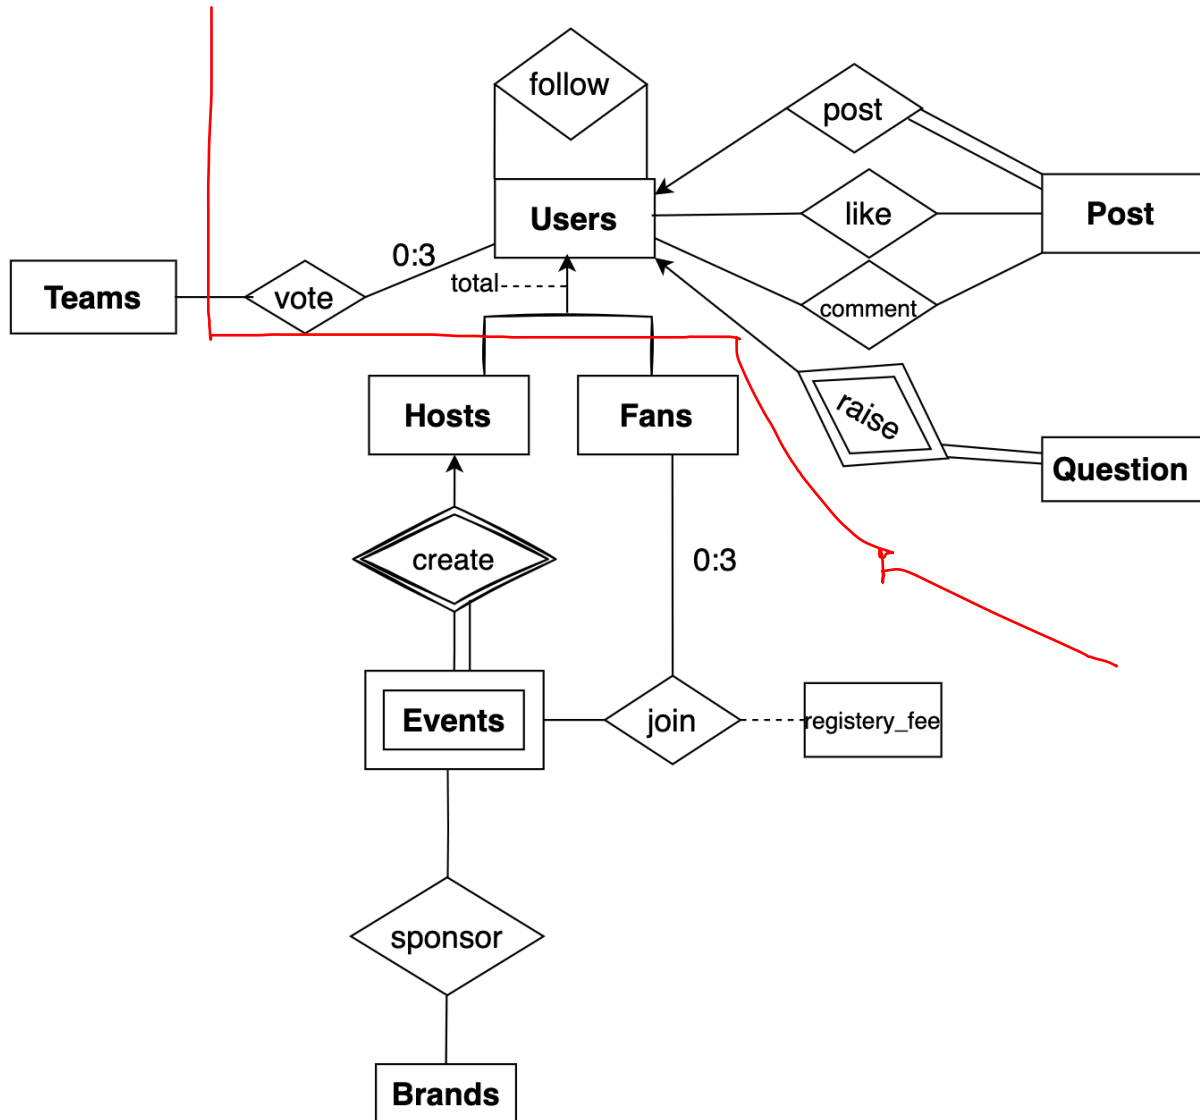 follow
post
Users
like
Post
0:3
total
Teams
vote
comment
Hosts
Fans
raise
Question
create
0:3
Events
join
registery_fee
sponsor
Brands